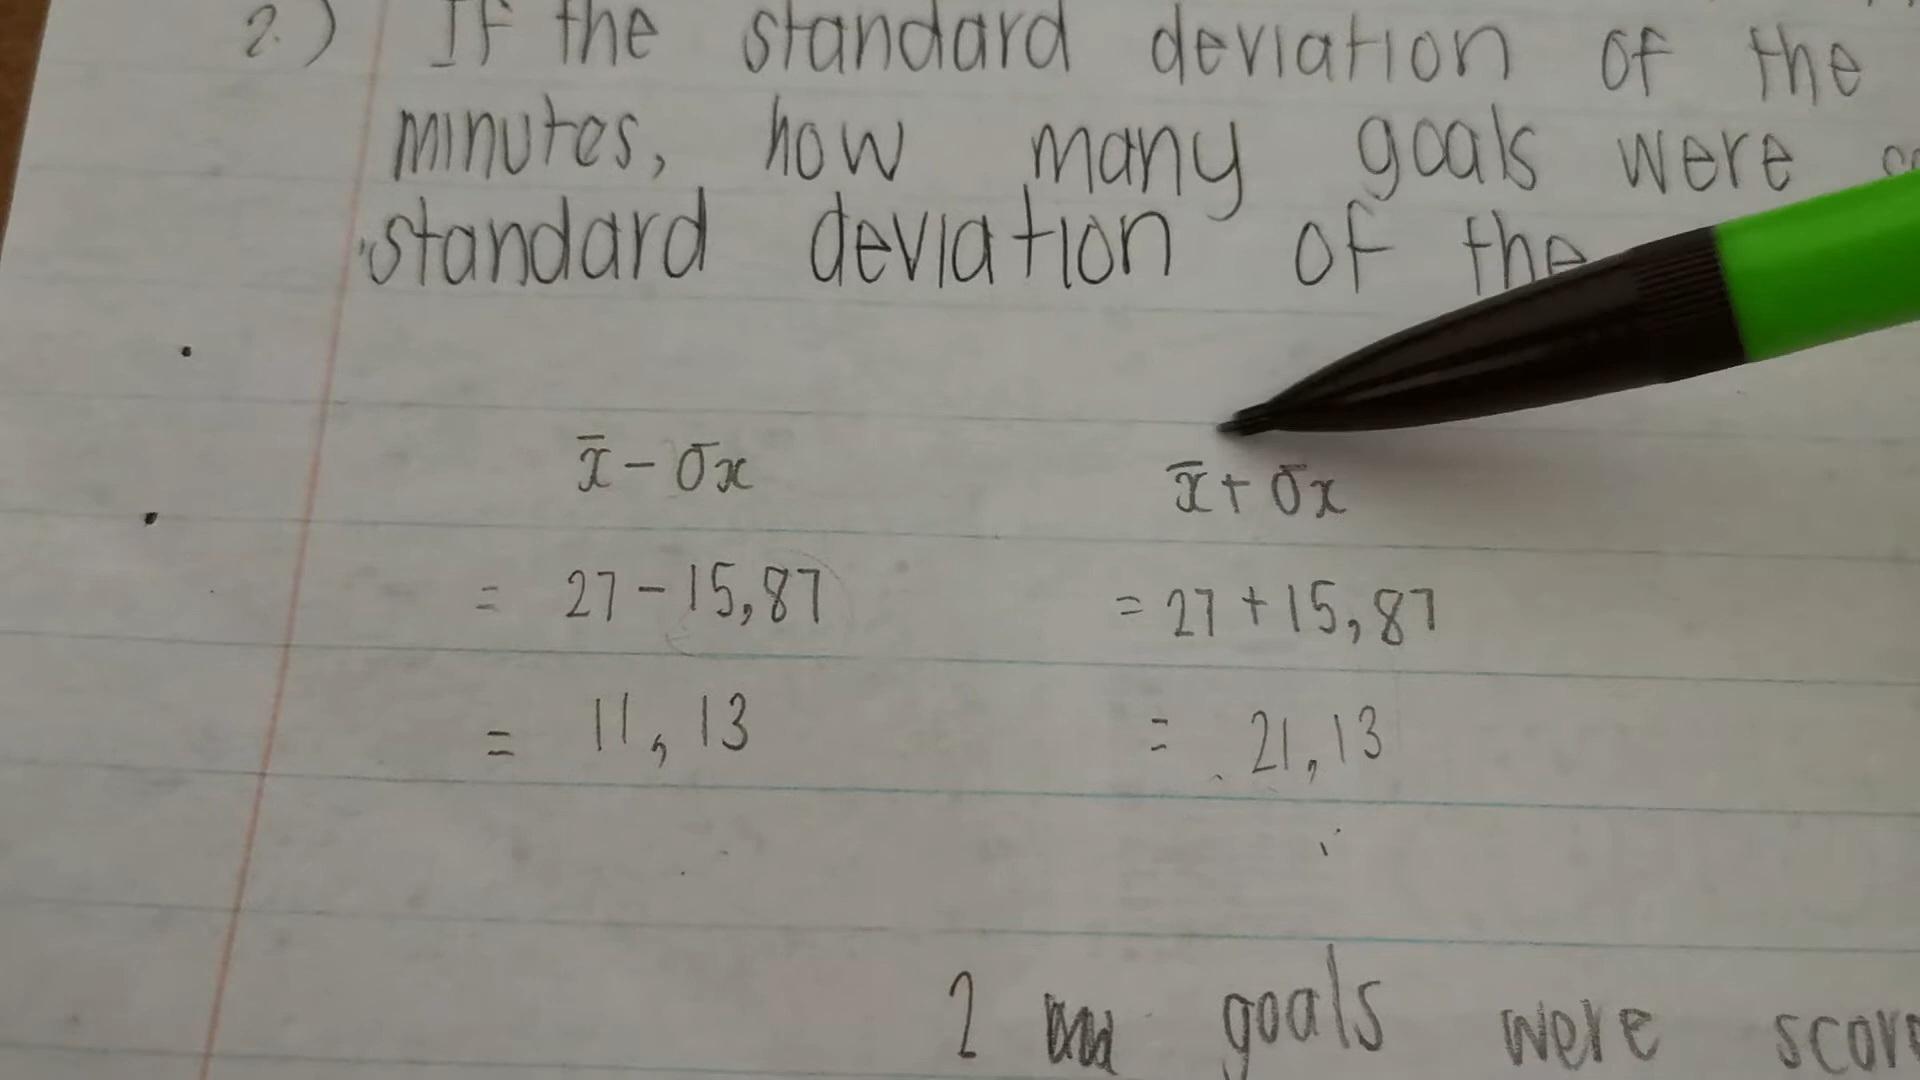 2.) If the standard deviation of the
minutes, how many goals were
standard deviation of the
x̄ - σx
x̄ + σx
= 27 - 15,87
= 27 + 15,87
= 11,13
= 21,13
2 goals were scor